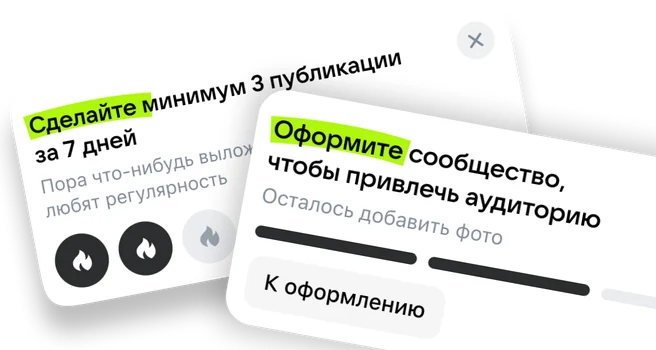 Сделайте минимум 3 публикации
за 7 дней
Пора что-нибудь вылож
любят регулярность
Оформите сообщество,
чтобы привлечь аудиторию
Осталось добавить фото
К оформлению